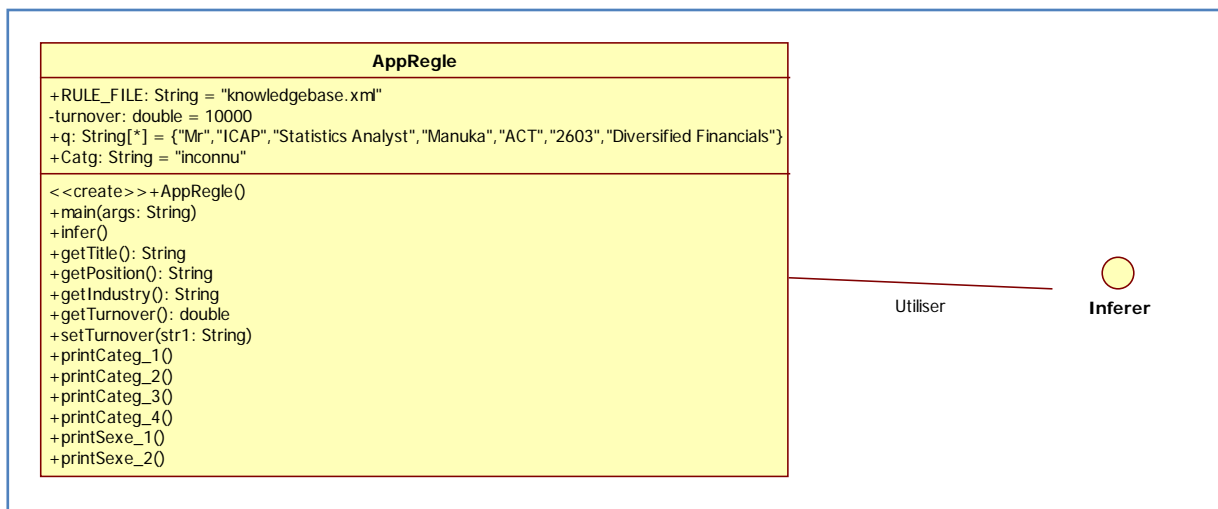 AppRegle
+RULE_FILE: String = "knowledgebase.xml"
-turnover: double = 10000
+q: String[*] = {"Mr","ICAP","Statistics Analyst","Manuka","ACT","2603","Diversified Financials"}
+Catg: String = "inconnu"
<<create>>+AppRegle()
+main(args: String)
+infer()
+getTitle(): String
+getPosition(): String
+getIndustry(): String
+getTurnover(): double
+setTurnover(str1: String)
+printCateg_1()
+printCateg_2()
+printCateg_3()
+printCateg_4()
+printSexe_1()
+printSexe_2()
Utiliser
Inferer